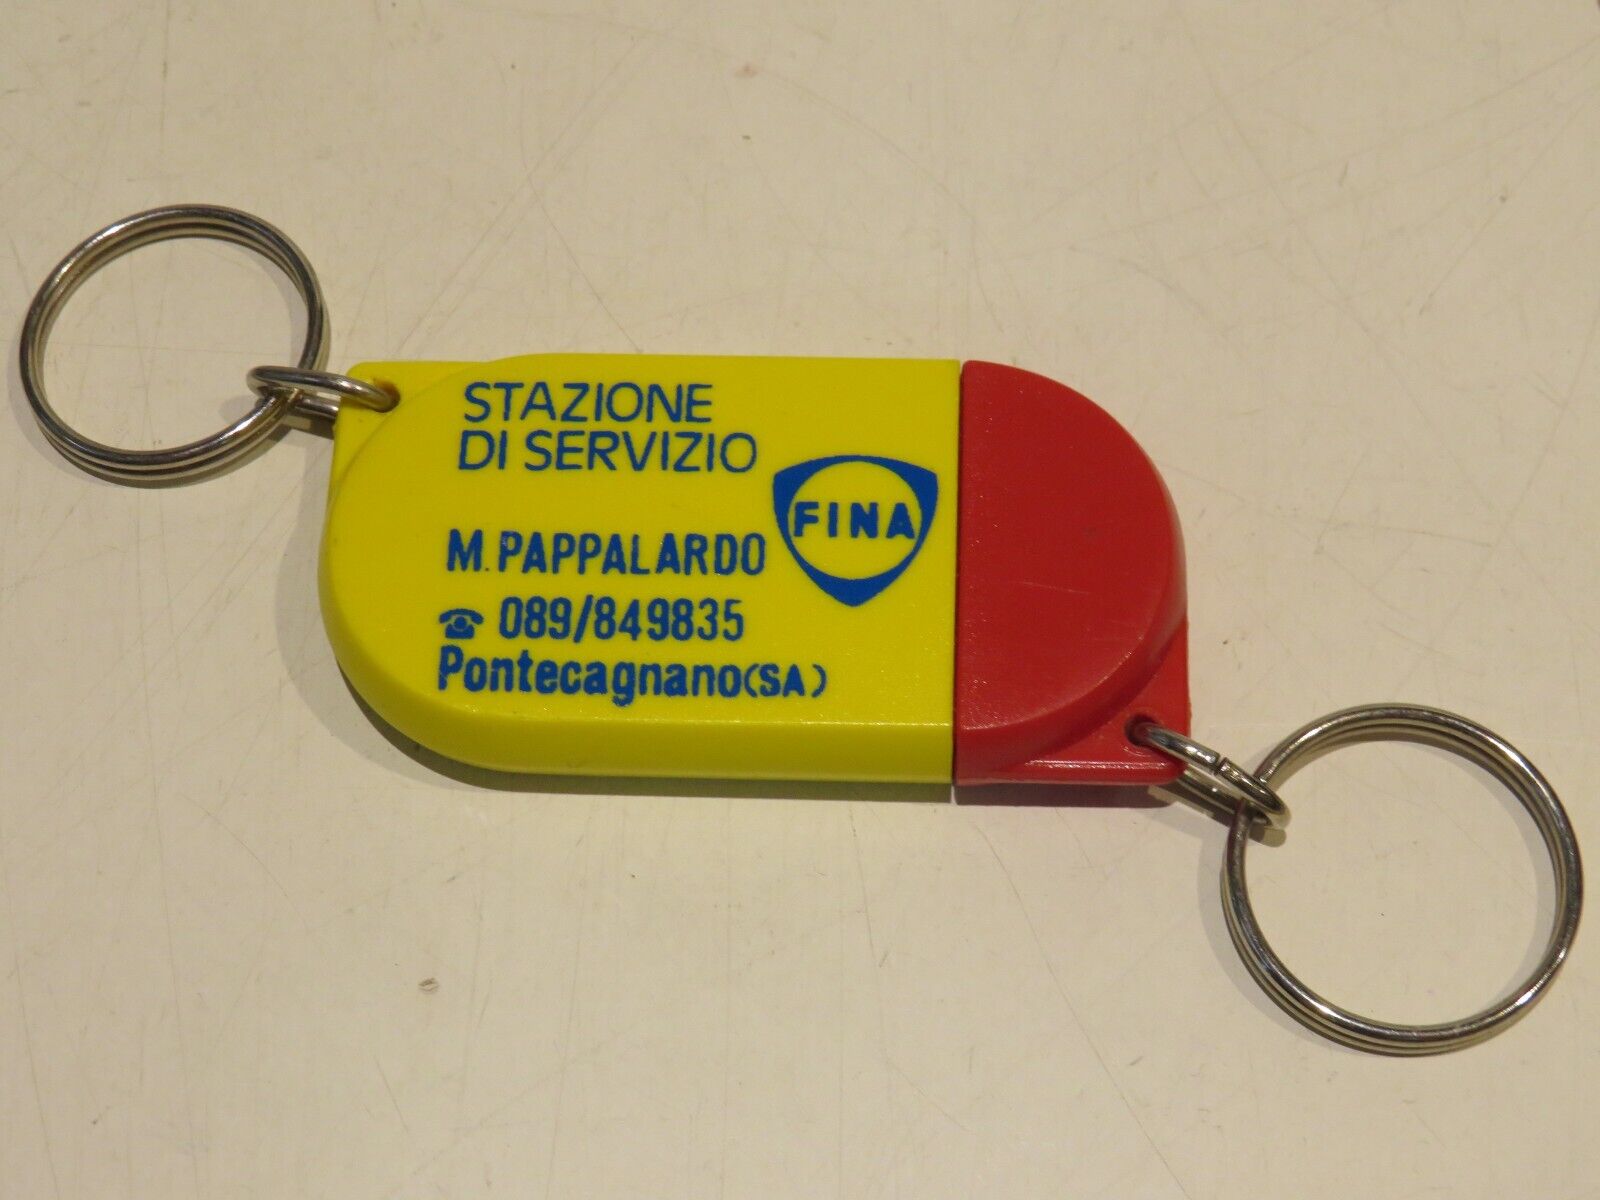 STAZIONE
DI SERVIZIO
FINA
M. PAPPALARDO
☎ 089/849835
Pontecagnano(SA)